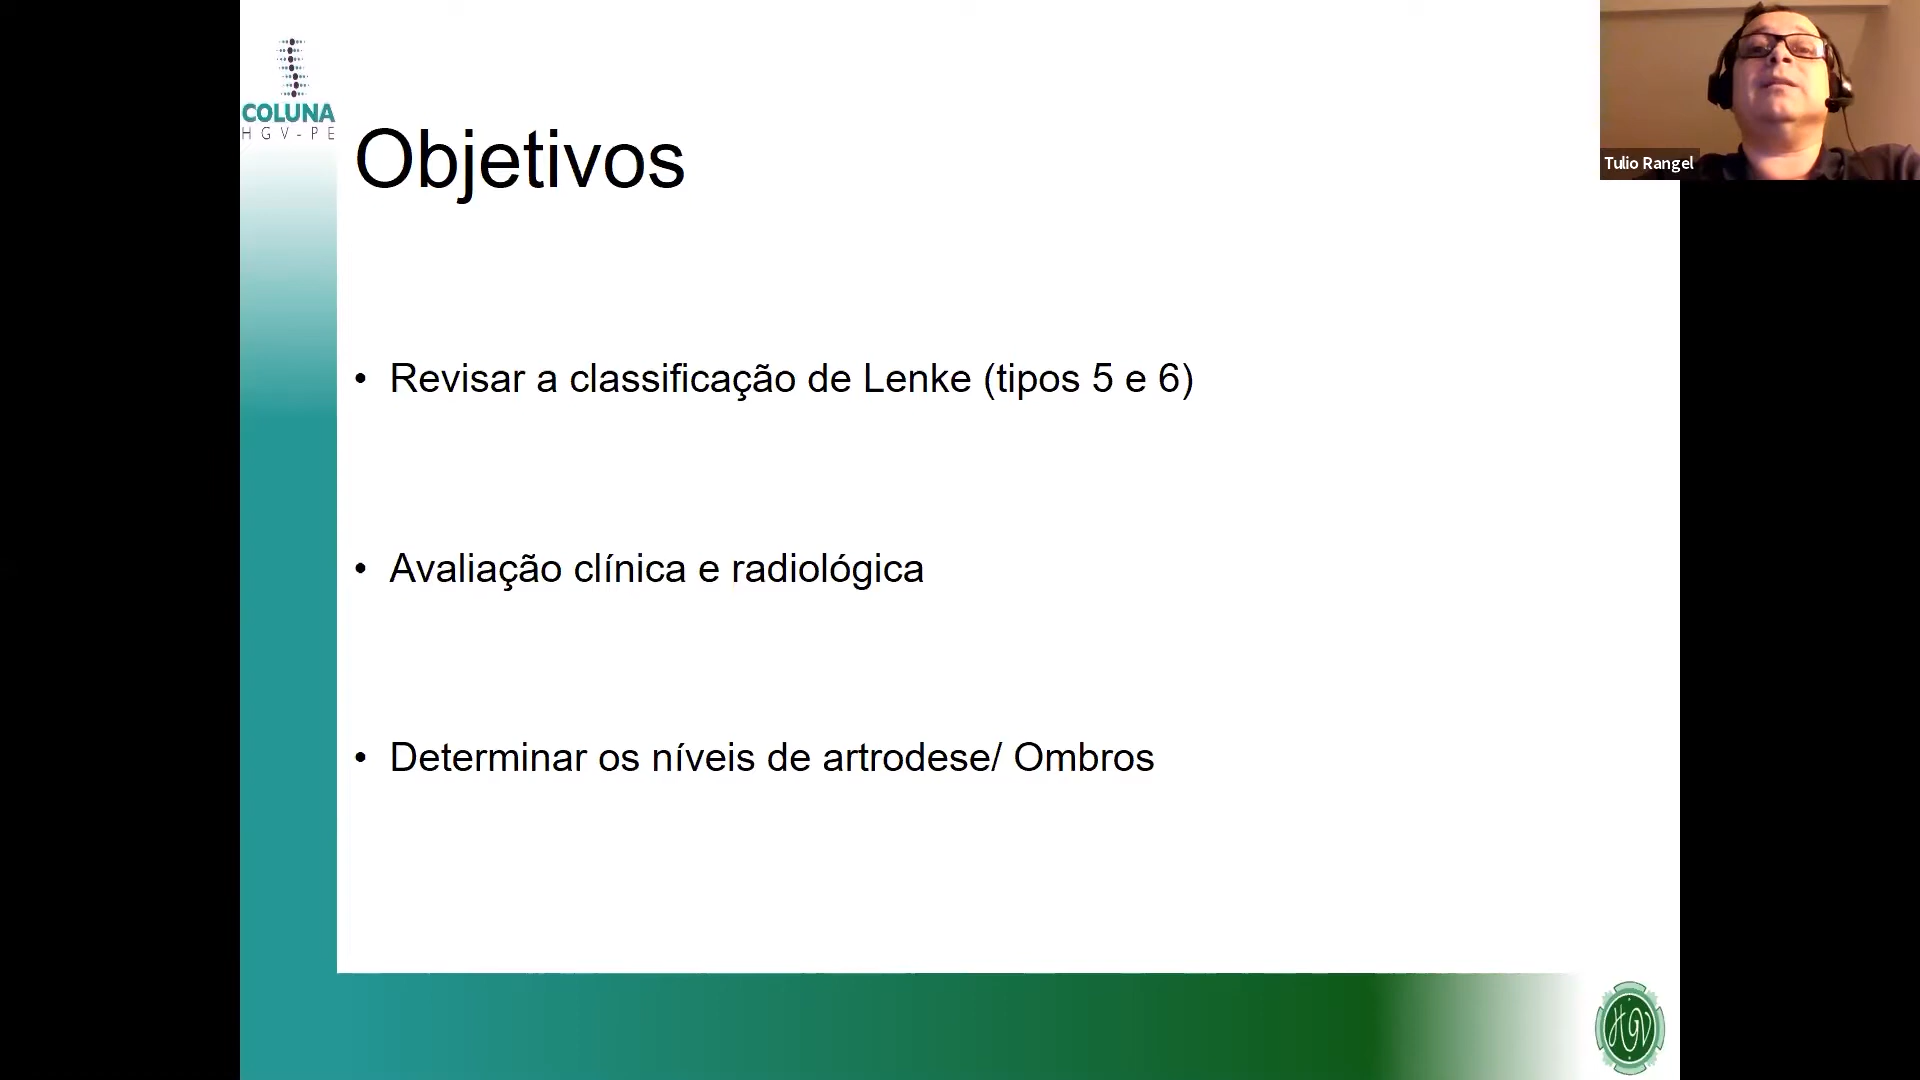 COLUNA
HGV-PE
Objetivos
Tulio Rangel
• Revisar a classificação de Lenke (tipos 5 e 6)
• Avaliação clínica e radiológica
• Determinar os níveis de artrodese/ Ombros
HGV